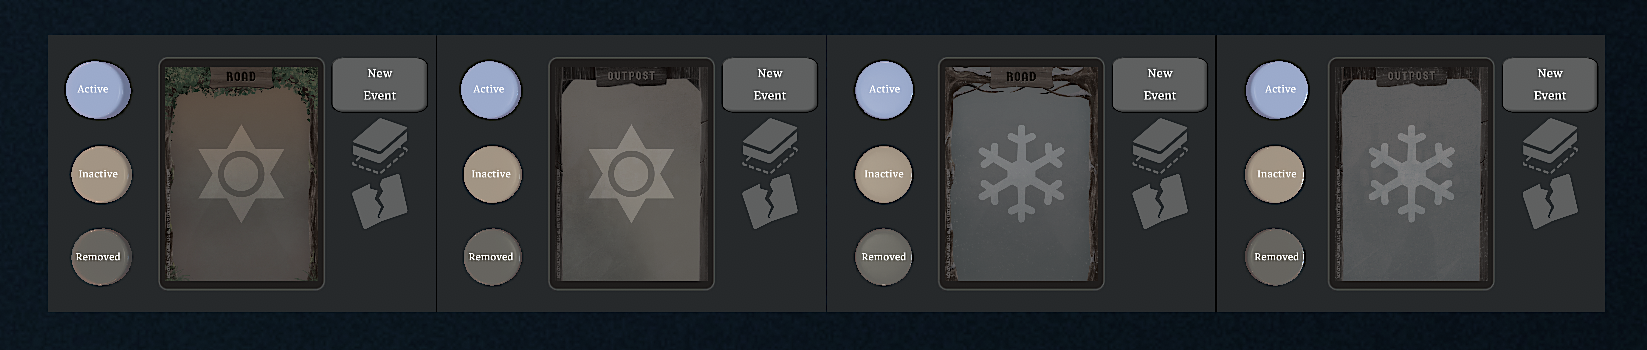 ROAD
New
Event
Active
Inactive
Removed
OUTPOST
New
Event
Active
Inactive
Removed
ROAD
New
Event
Active
Inactive
Removed
OUTPOST
New
Event
Active
Inactive
Removed